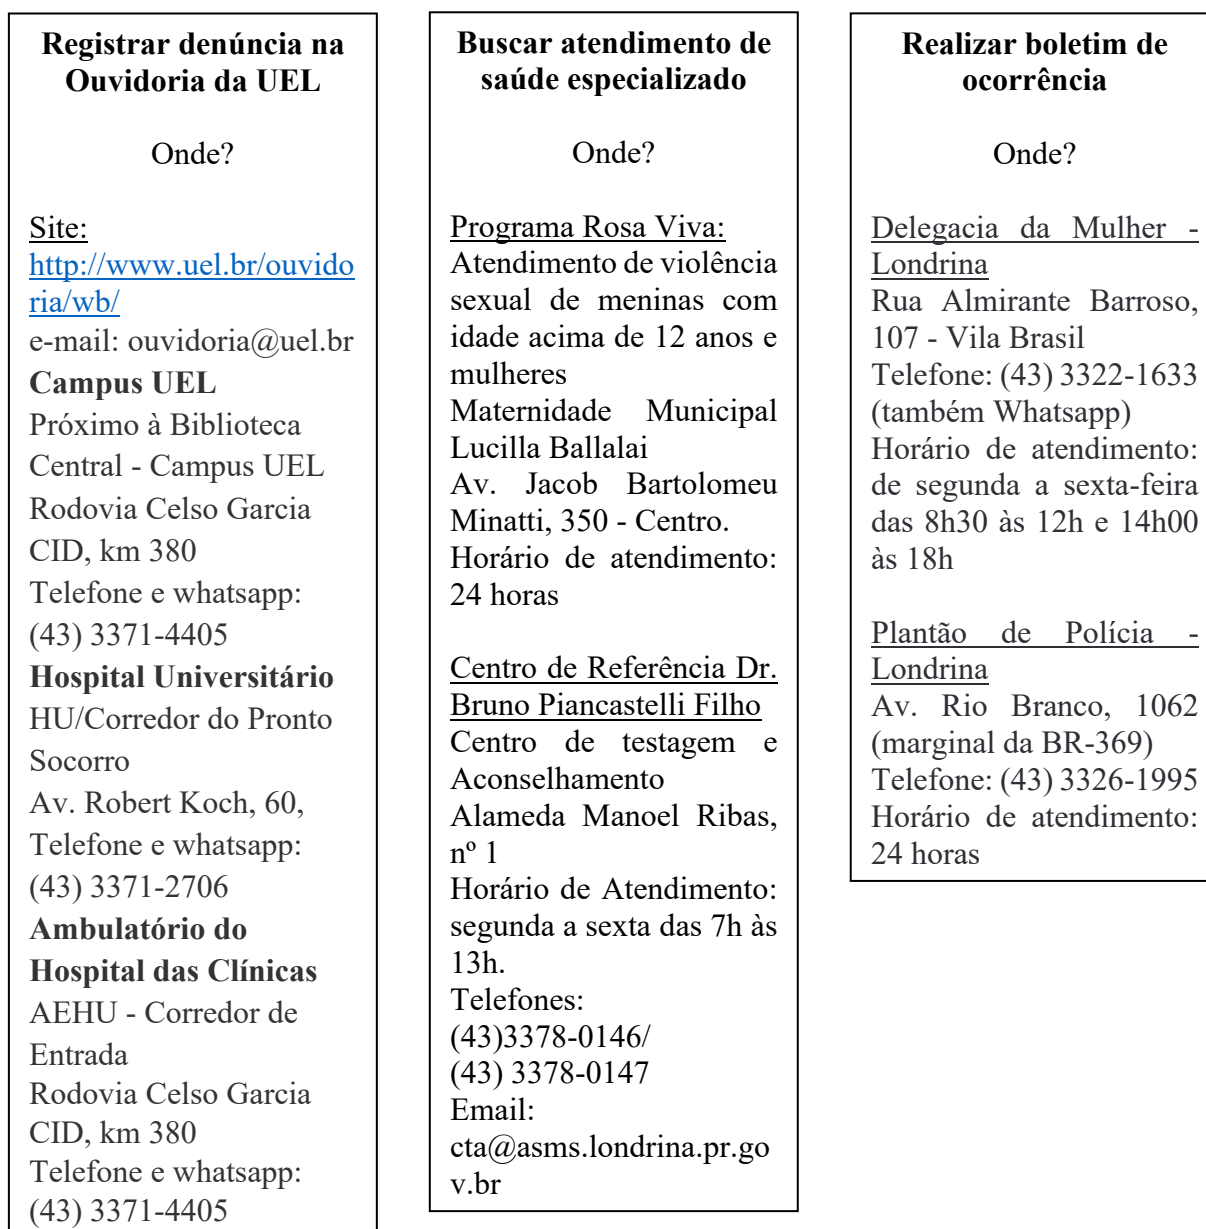 Registrar denúncia na
Ouvidoria da UEL
Onde?
Site:
http://www.uel.br/ouvido
ria/wb/
e-mail: ouvidoria@uel.br
Campus UEL
Próximo à Biblioteca
Central - Campus UEL
Rodovia Celso Garcia
CID, km 380
Telefone e whatsapp:
(43) 3371-4405
Hospital Universitário
HU/Corredor do Pronto
Socorro
Av. Robert Koch, 60,
Telefone e whatsapp:
(43) 3371-2706
Ambulatório do
Hospital das Clínicas
AEHU - Corredor de
Entrada
Rodovia Celso Garcia
CID, km 380
Telefone e whatsapp:
(43) 3371-4405
Buscar atendimento de
saúde especializado
Onde?
Programa Rosa Viva:
Atendimento de violência
sexual de meninas com
idade acima de 12 anos e
mulheres
Maternidade Municipal
Lucilla Ballalai
Av. Jacob Bartolomeu
Minatti, 350 - Centro.
Horário de atendimento:
24 horas
Centro de Referência Dr.
Bruno Piancastelli Filho
Centro de testagem e
Aconselhamento
Alameda Manoel Ribas,
nº 1
Horário de Atendimento:
segunda a sexta das 7h às
13h.
Telefones:
(43)3378-0146/
(43) 3378-0147
Email:
cta@asms.londrina.pr.go
v.br
Realizar boletim de
ocorrência
Onde?
Delegacia da Mulher -
Londrina
Rua Almirante Barroso,
107 - Vila Brasil
Telefone: (43) 3322-1633
(também Whatsapp)
Horário de atendimento:
de segunda a sexta-feira
das 8h30 às 12h e 14h00
às 18h
Plantão de Polícia -
Londrina
Av. Rio Branco, 1062
(marginal da BR-369)
Telefone: (43) 3326-1995
Horário de atendimento:
24 horas